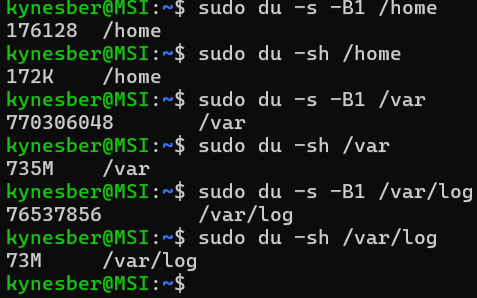 kynesber@MSI:~$ sudo du -s -B1 /home
176128  /home
kynesber@MSI:~$ sudo du -sh /home
172K    /home
kynesber@MSI:~$ sudo du -s -B1 /var
770306048       /var
kynesber@MSI:~$ sudo du -sh /var
735M    /var
kynesber@MSI:~$ sudo du -s -B1 /var/log
76537856        /var/log
kynesber@MSI:~$ sudo du -sh /var/log
73M     /var/log
kynesber@MSI:~$